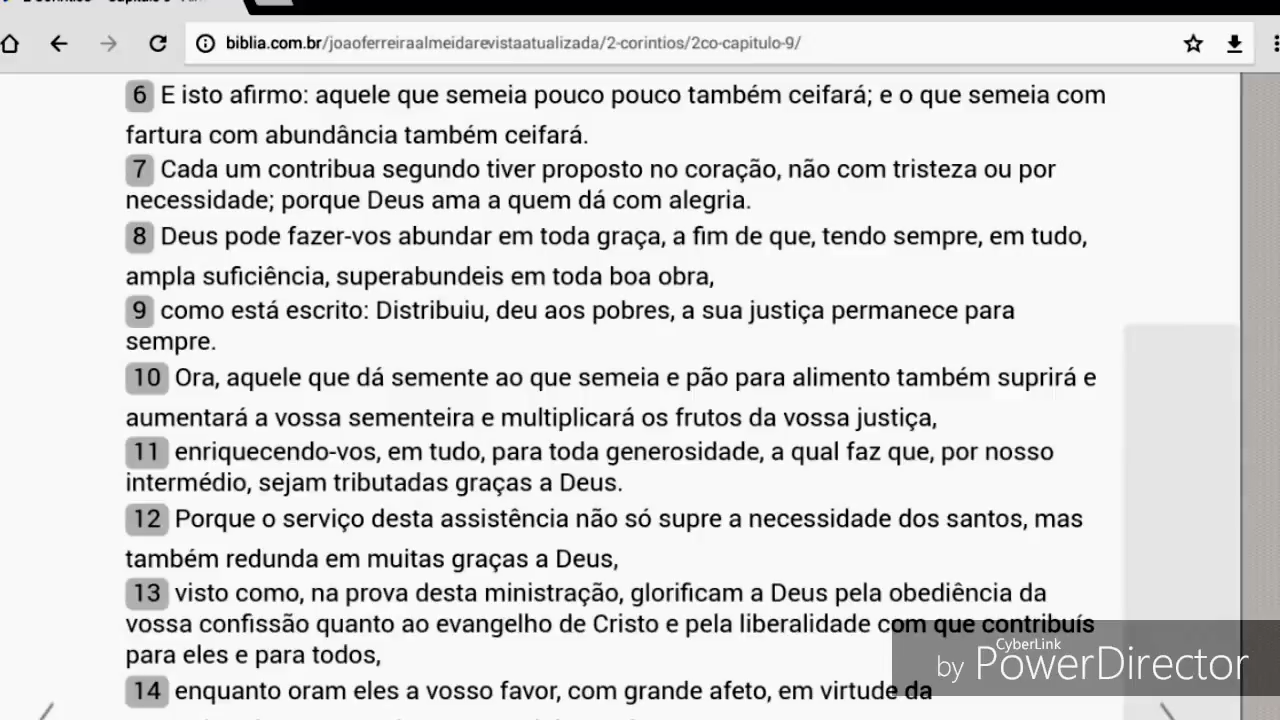 biblia.com.br/joaoferreiraalmeidarevistaatualizada/2-corintios/2co-capitulo-9/
6 E isto afirmo: aquele que semeia pouco pouco também ceifará; e o que semeia com
fartura com abundância também ceifará.
7 Cada um contribua segundo tiver proposto no coração, não com tristeza ou por
necessidade; porque Deus ama a quem dá com alegria.
8 Deus pode fazer-vos abundar em toda graça, a fim de que, tendo sempre, em tudo,
ampla suficiência, superabundeis em toda boa obra,
9 como está escrito: Distribuiu, deu aos pobres, a sua justiça permanece para
sempre.
10 Ora, aquele que dá semente ao que semeia e pão para alimento também suprirá e
aumentará a vossa sementeira e multiplicará os frutos da vossa justiça,
11 enriquecendo-vos, em tudo, para toda generosidade, a qual faz que, por nosso
intermédio, sejam tributadas graças a Deus.
12 Porque o serviço desta assistência não só supre a necessidade dos santos, mas
também redunda em muitas graças a Deus,
13 visto como, na prova desta ministração, glorificam a Deus pela obediência da
vossa confissão quanto ao evangelho de Cristo e pela liberalidade com que contribuís
para eles e para todos,
14 enquanto oram eles a vosso favor, com grande afeto, em virtude da
CyberLink
by PowerDirector